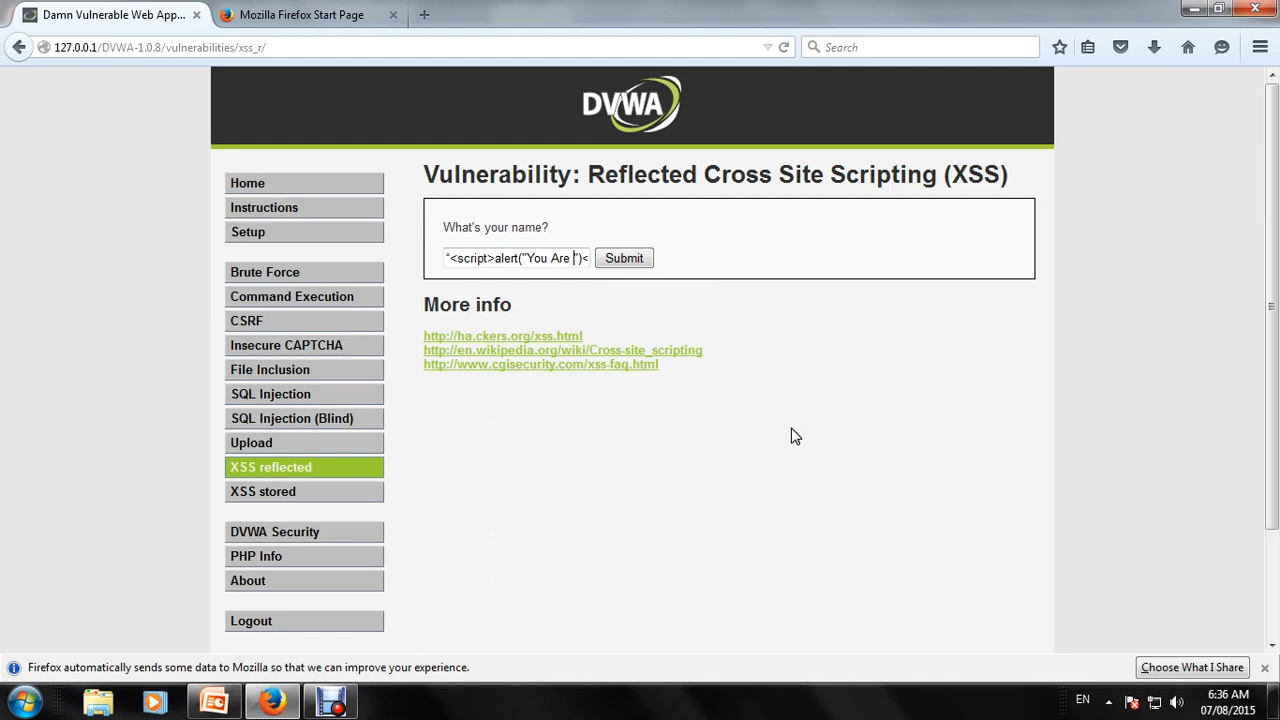 Damn Vulnerable Web App...
Mozilla Firefox Start Page
127.0.0.1/DVWA-1.0.8/vulnerabilities/xss_r/
Search
DVWA
Home
Instructions
Setup
Brute Force
Command Execution
CSRF
Insecure CAPTCHA
File Inclusion
SQL Injection
SQL Injection (Blind)
Upload
XSS reflected
XSS stored
DVWA Security
PHP Info
About
Logout
Vulnerability: Reflected Cross Site Scripting (XSS)
What's your name?
"<script>alert("You Are ")<
Submit
More info
http://ha.ckers.org/xss.html
http://en.wikipedia.org/wiki/Cross-site_scripting
http://www.cgisecurity.com/xss-faq.html
Firefox automatically sends some data to Mozilla so that we can improve your experience.
Choose What I Share
EN
6:36 AM
07/08/2015